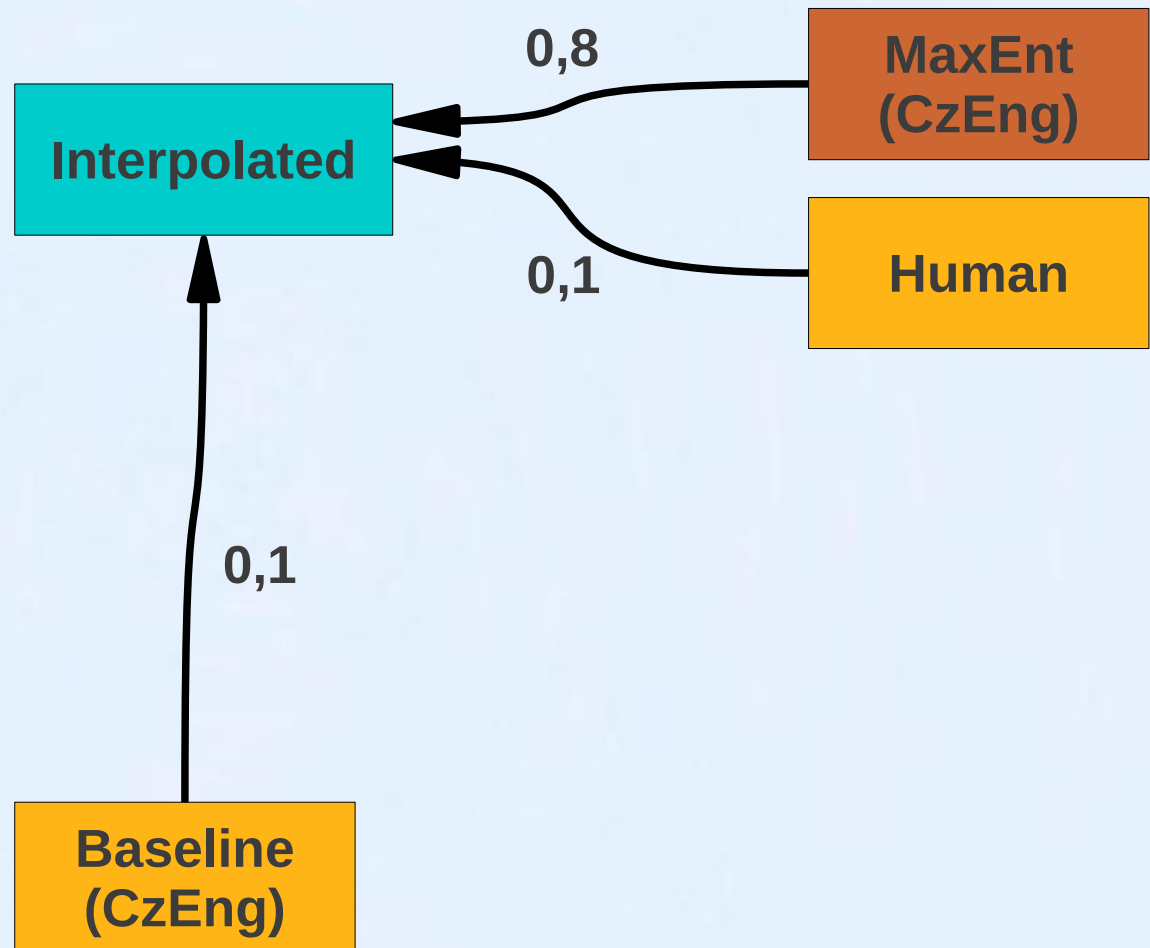 0,8
MaxEnt
(CzEng)
Interpolated
0,1
Human
0,1
Baseline
(CzEng)